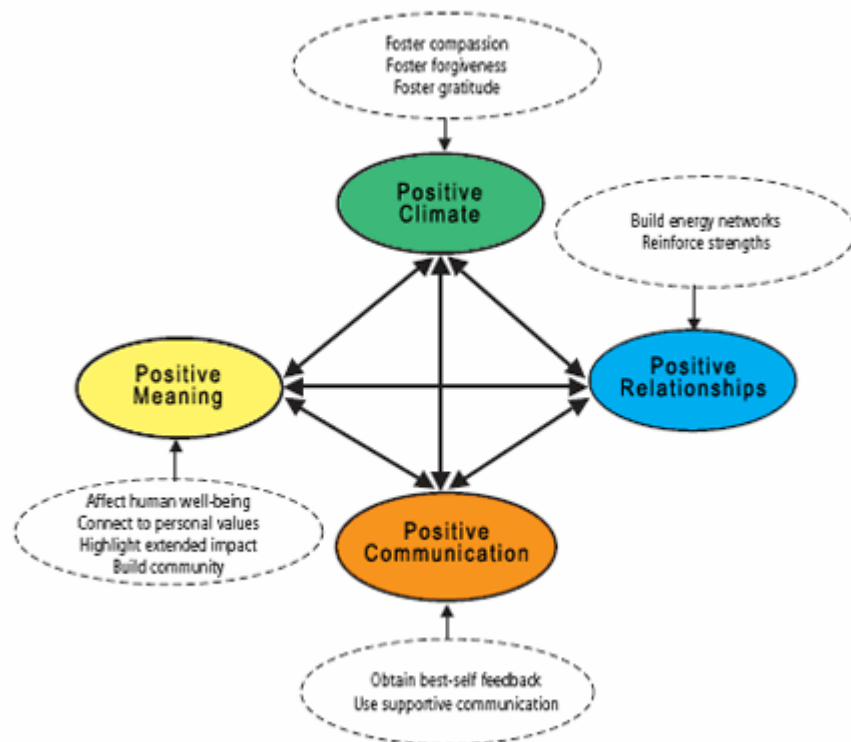 Foster compassion
Foster forgiveness
Foster gratitude
Positive
Climate
Build energy networks
Reinforce strengths
Positive
Meaning
Positive
Relationships
Affect human well-being
Connect to personal values
Highlight extended impact
Build community
Positive
Communication
Obtain best-self feedback
Use supportive communication